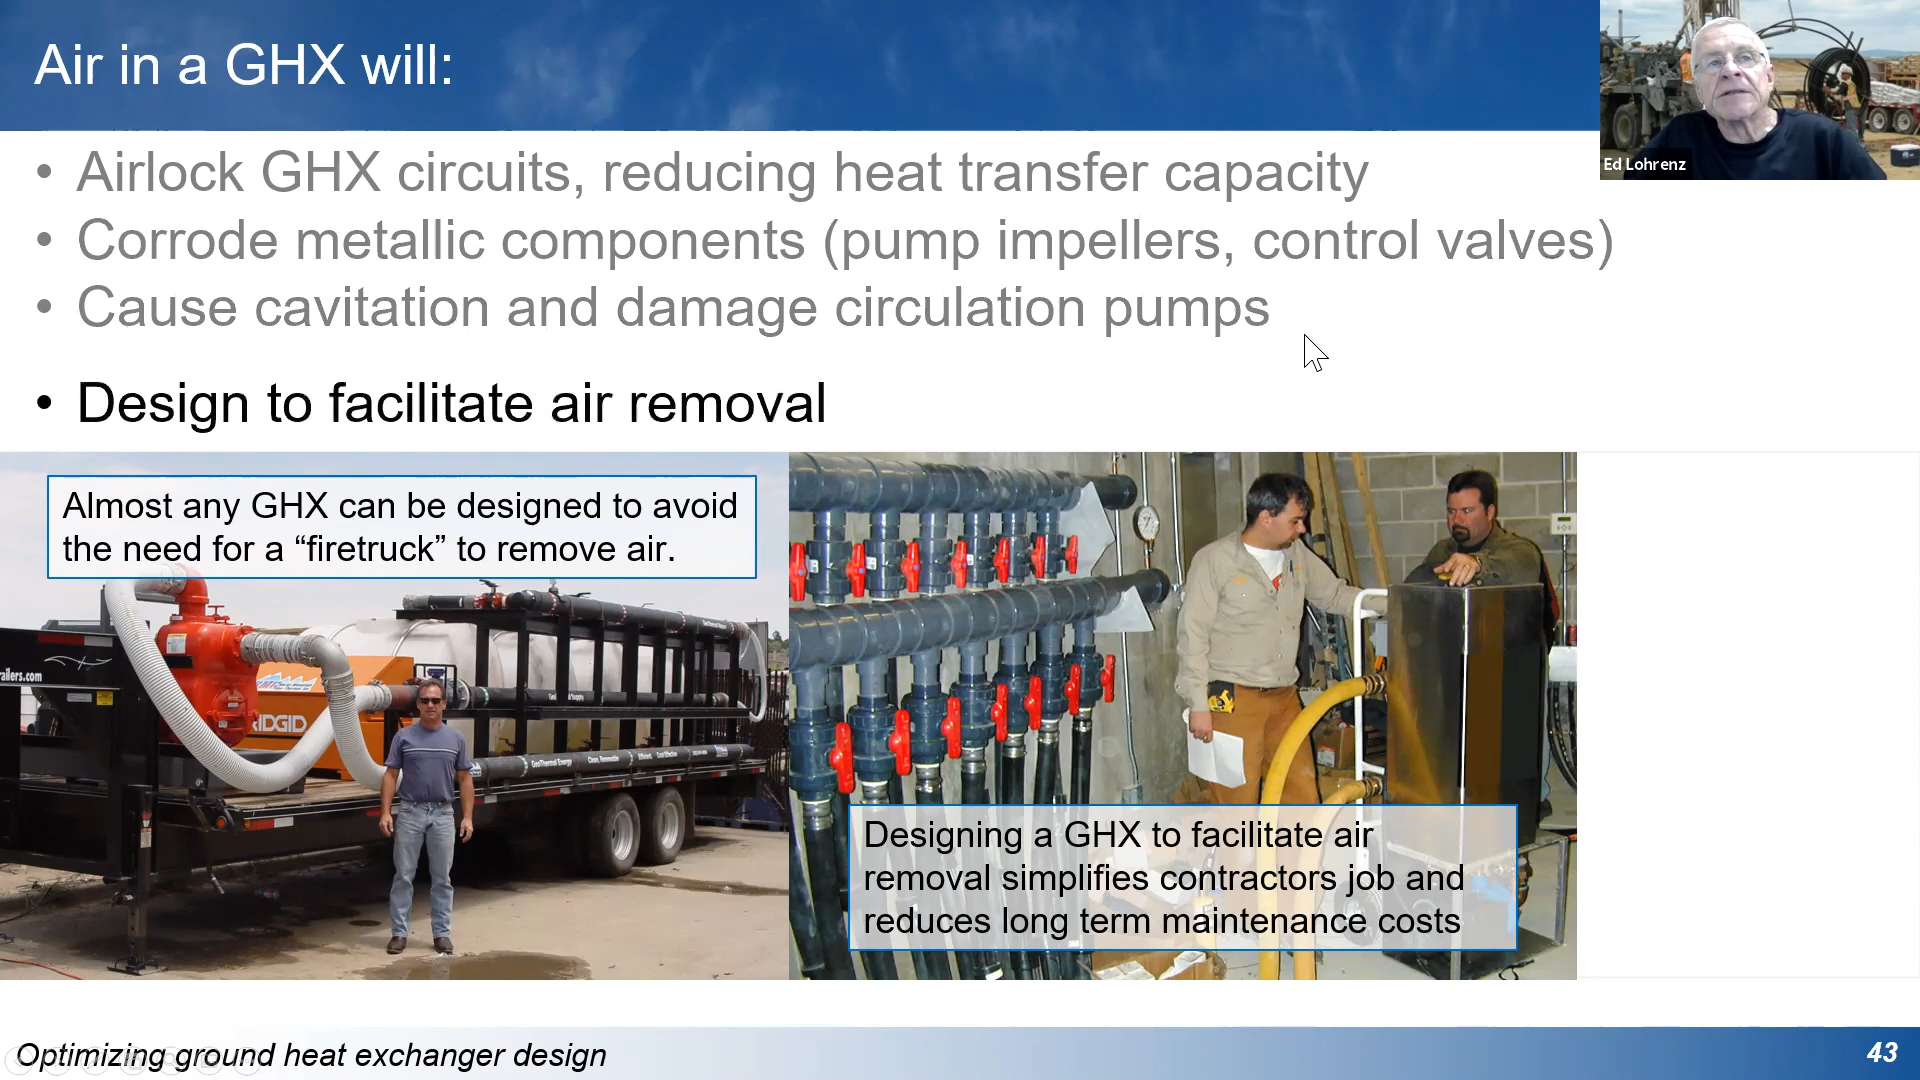 Air in a GHX will:
Ed Lohrenz
• Airlock GHX circuits, reducing heat transfer capacity
• Corrode metallic components (pump impellers, control valves)
• Cause cavitation and damage circulation pumps
• Design to facilitate air removal
Almost any GHX can be designed to avoid
the need for a “firetruck” to remove air.
RIDGID
Designing a GHX to facilitate air
removal simplifies contractors job and
reduces long term maintenance costs
Optimizing ground heat exchanger design
43